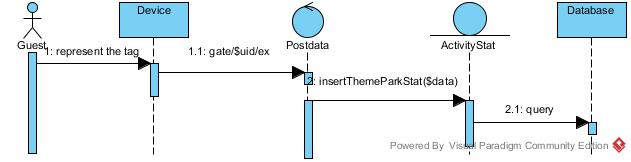 Device
Database
Guest
Postdata
ActivityStat
1: represent the tag
1.1: gate/$uid/ex
2: insertThemeParkStat($data)
2.1: query
Powered By Visual Paradigm Community Edition